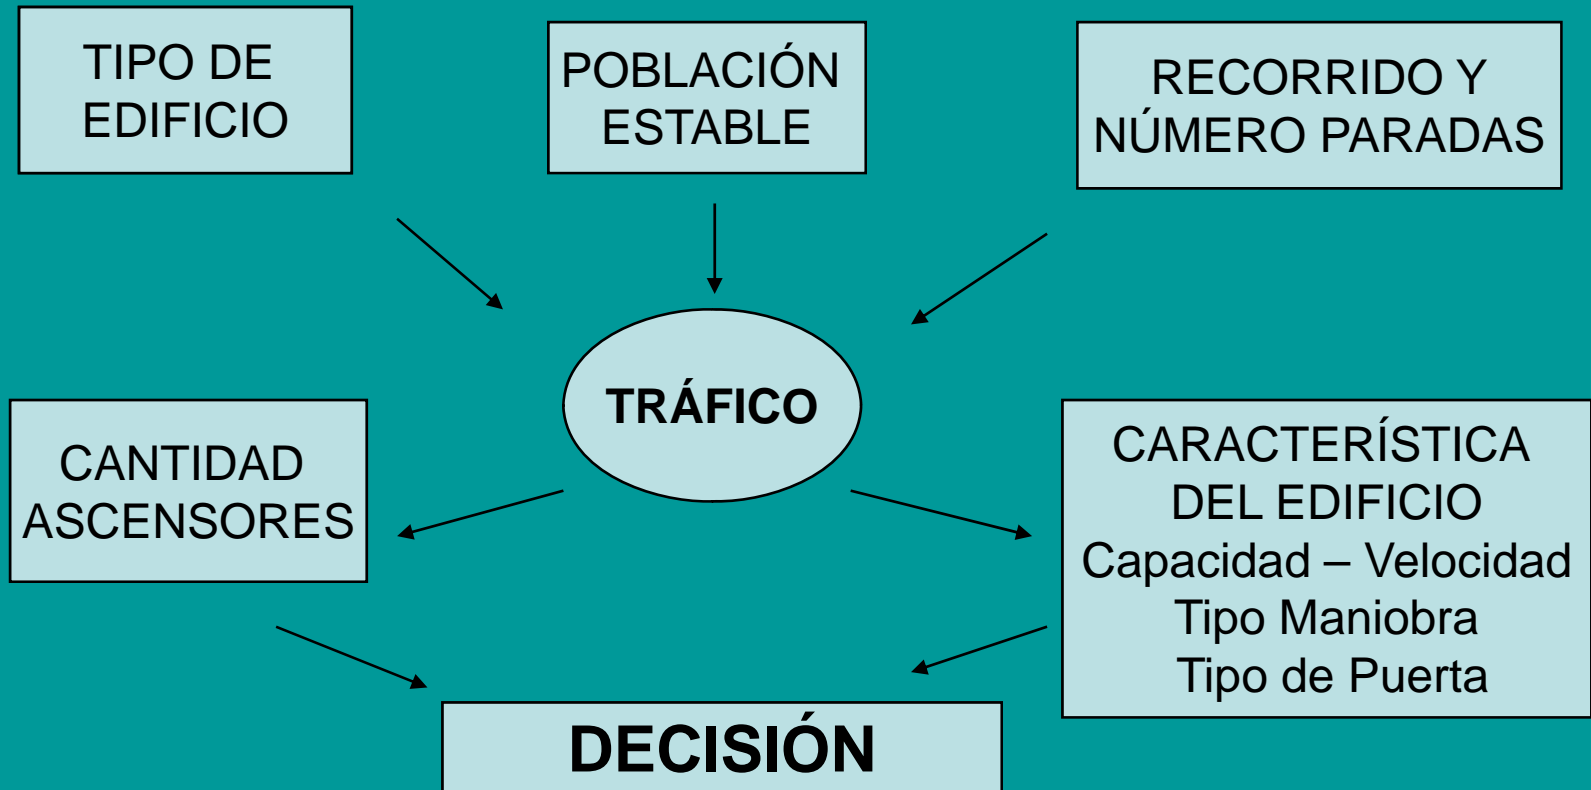 TIPO DE
EDIFICIO
POBLACIÓN
ESTABLE
RECORRIDO Y
NÚMERO PARADAS
TRÁFICO
CANTIDAD
ASCENSORES
CARACTERÍSTICA
DEL EDIFICIO
Capacidad – Velocidad
Tipo Maniobra
Tipo de Puerta
DECISIÓN